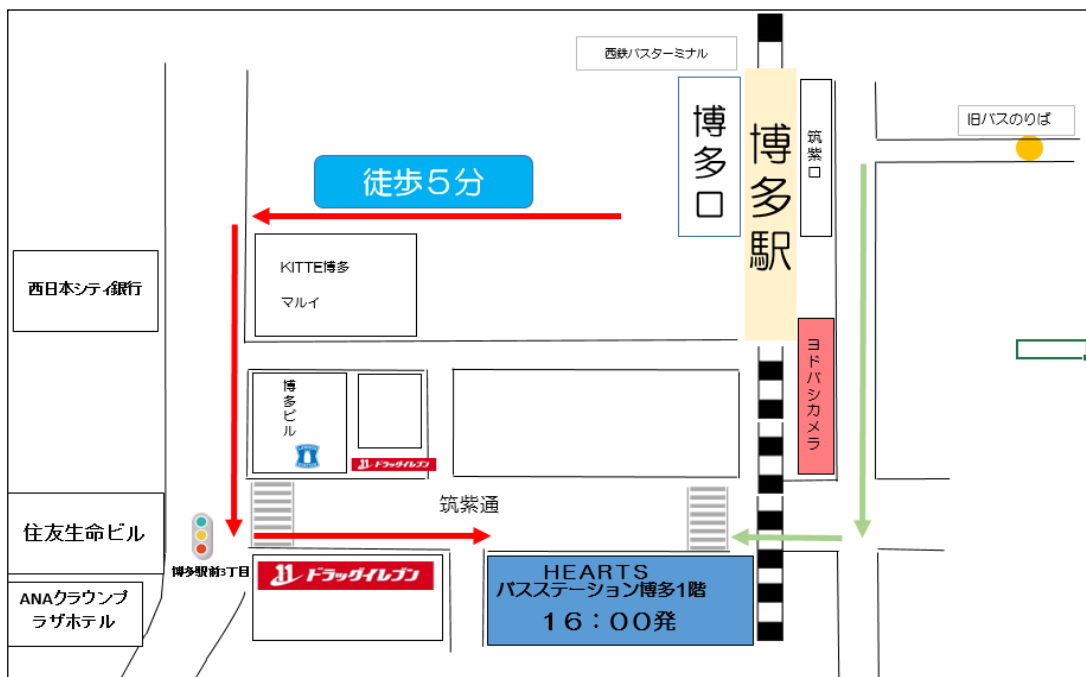 西鉄バスターミナル
博多口
博多駅
筑紫口
旧バスのりば
徒歩5分
KITTE博多
マルイ
西日本シティ銀行
ヨドバシカメラ
博多ビル
ドラッグイレブン
筑紫通
住友生命ビル
博多駅前3丁目
ドラッグイレブン
HEARTS
バスステーション博多1階
16:00発
ANAクラウンプ
ラザホテル